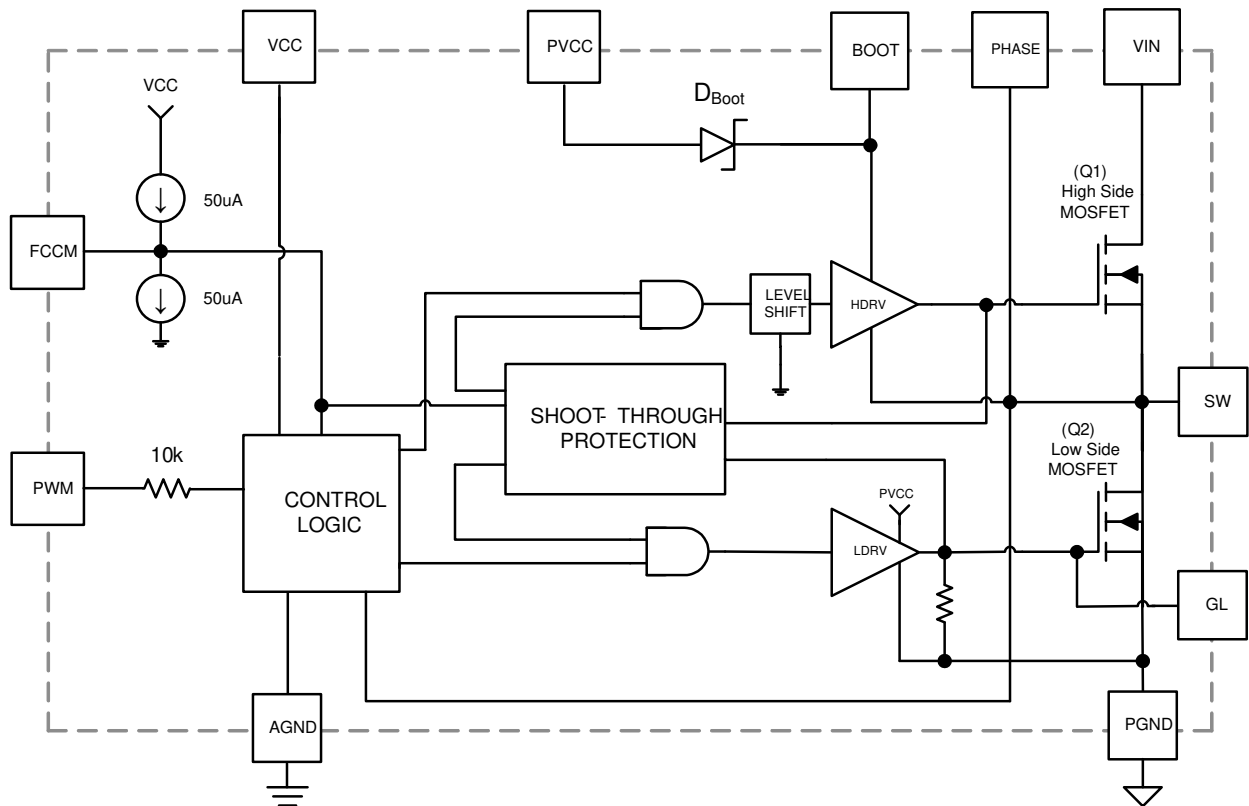 VCC
PVCC
BOOT
PHASE
VIN
VCC
DBoot
(Q1)
High Side
MOSFET
50uA
FCCM
50uA
LEVEL
SHIFT
HDRV
SHOOT- THROUGH
PROTECTION
SW
(Q2)
Low Side
MOSFET
10k
PWM
CONTROL
LOGIC
PVCC
LDRV
GL
AGND
PGND